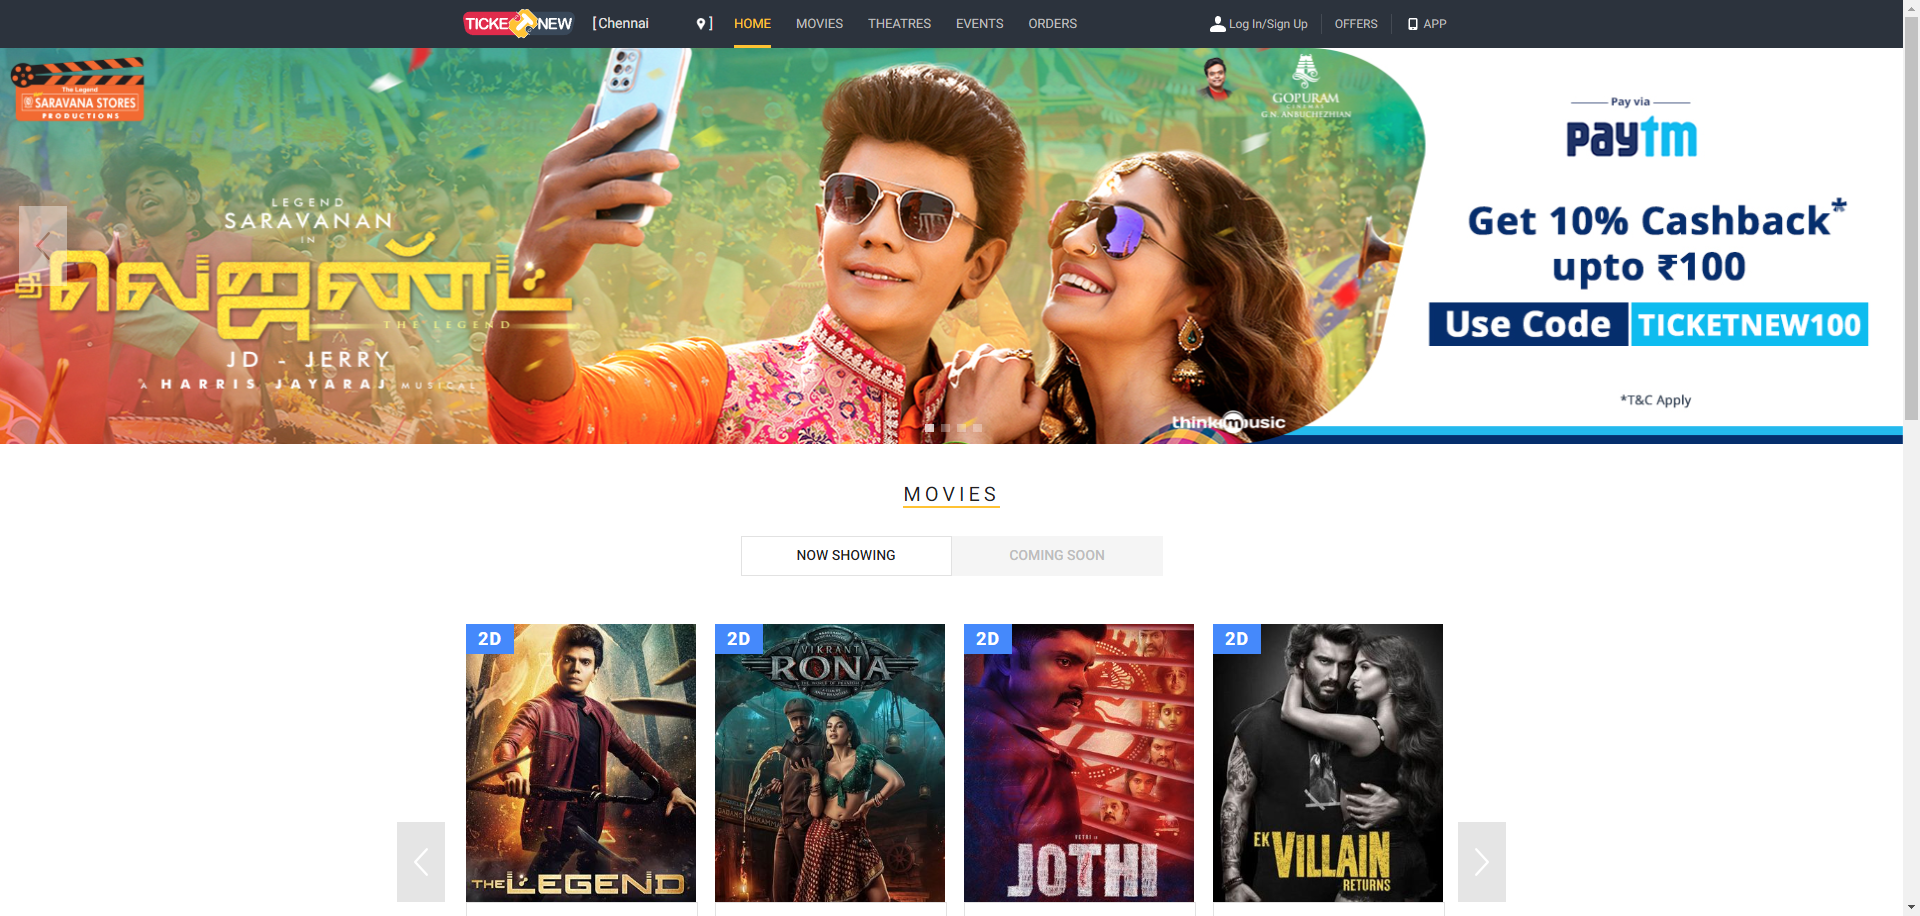 TICKETNEW
[ Chennai ]
HOME
MOVIES
THEATRES
EVENTS
ORDERS
Log In/Sign Up
OFFERS
APP
The Legend
SARAVANA STORES
PRODUCTIONS
LEGEND
SARAVANAN
IN
லெஜண்ட்
THE LEGEND
JD - JERRY
A HARRIS JAYARAJ MUSICAL
GOPURAM
CINEMAS
G.N. ANBUCHEZHIAN
think music
Pay via
paytm
Get 10% Cashback*
upto ₹100
Use Code TICKETNEW100
*T&C Apply
MOVIES
NOW SHOWING
COMING SOON
2D
THE LEGEND
2D
VIKRANT
RONA
2D
VETRI IN
JOTHI
2D
EK VILLAIN
RETURNS